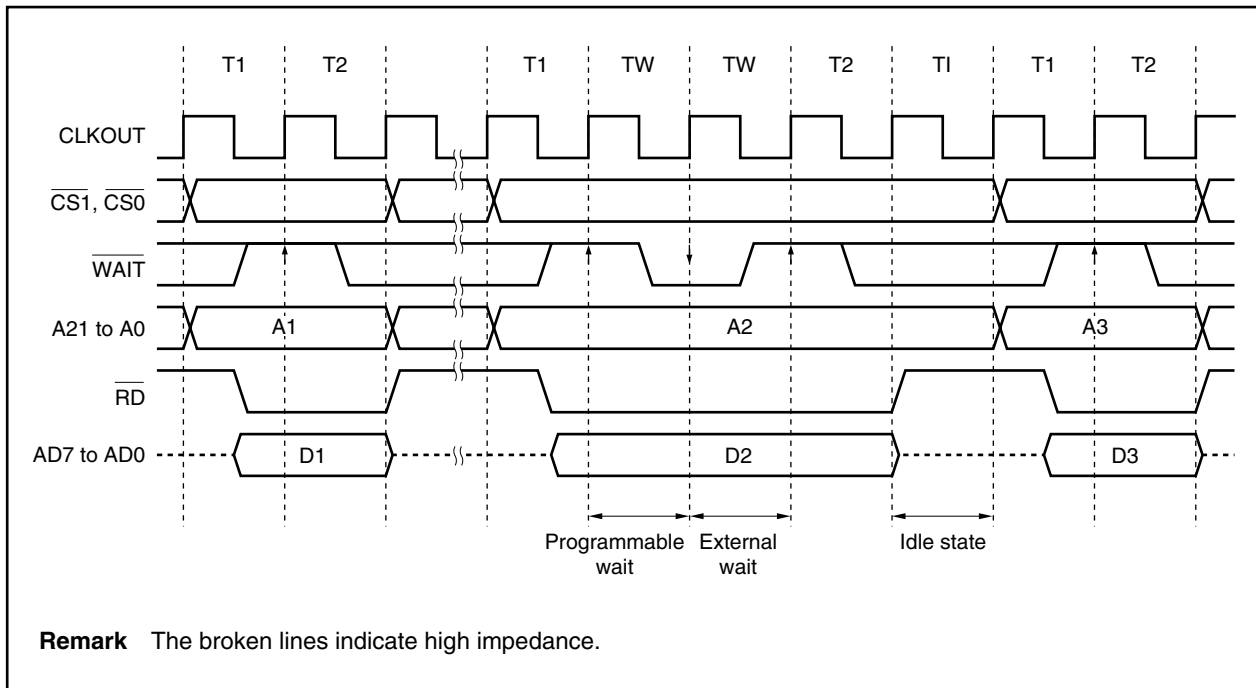 T1 T2 T1 TW TW T2 TI T1 T2
CLKOUT
CS1, CS0
WAIT
A21 to A0 A1 A2 A3
RD
AD7 to AD0 D1 D2 D3
Programmable wait
External wait
Idle state
Remark The broken lines indicate high impedance.